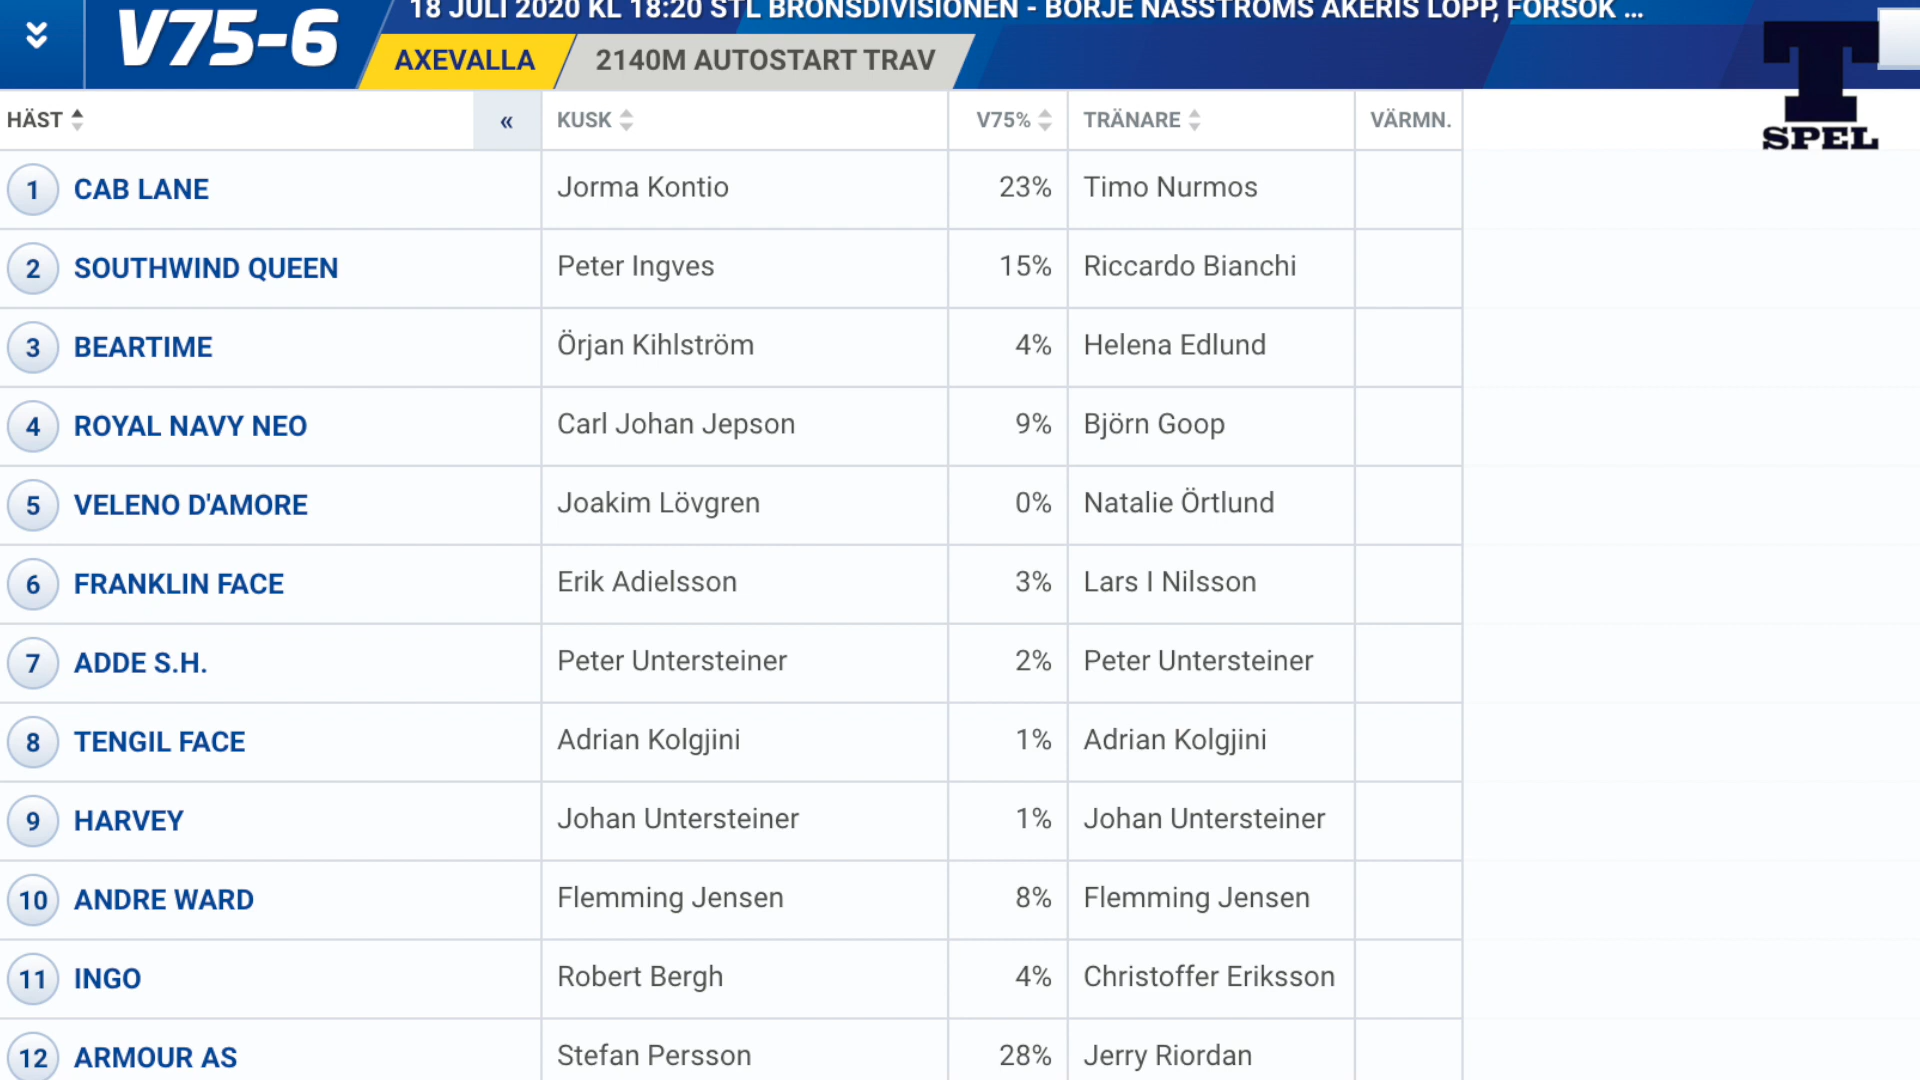 V75-6
18 JULI 2020 KL 18:20 STL BRONSDIVISIONEN - BÖRJE NÄSSTRÖMS ÅKERIS LOPP, FÖRSÖK ...
AXEVALLA 2140M AUTOSTART TRAV
T
SPEL
HÄST « KUSK V75% TRÄNARE VÄRMN.
1 CAB LANE Jorma Kontio 23% Timo Nurmos
2 SOUTHWIND QUEEN Peter Ingves 15% Riccardo Bianchi
3 BEARTIME Örjan Kihlström 4% Helena Edlund
4 ROYAL NAVY NEO Carl Johan Jepson 9% Björn Goop
5 VELENO D'AMORE Joakim Lövgren 0% Natalie Örtlund
6 FRANKLIN FACE Erik Adielsson 3% Lars I Nilsson
7 ADDE S.H. Peter Untersteiner 2% Peter Untersteiner
8 TENGIL FACE Adrian Kolgjini 1% Adrian Kolgjini
9 HARVEY Johan Untersteiner 1% Johan Untersteiner
10 ANDRE WARD Flemming Jensen 8% Flemming Jensen
11 INGO Robert Bergh 4% Christoffer Eriksson
12 ARMOUR AS Stefan Persson 28% Jerry Riordan